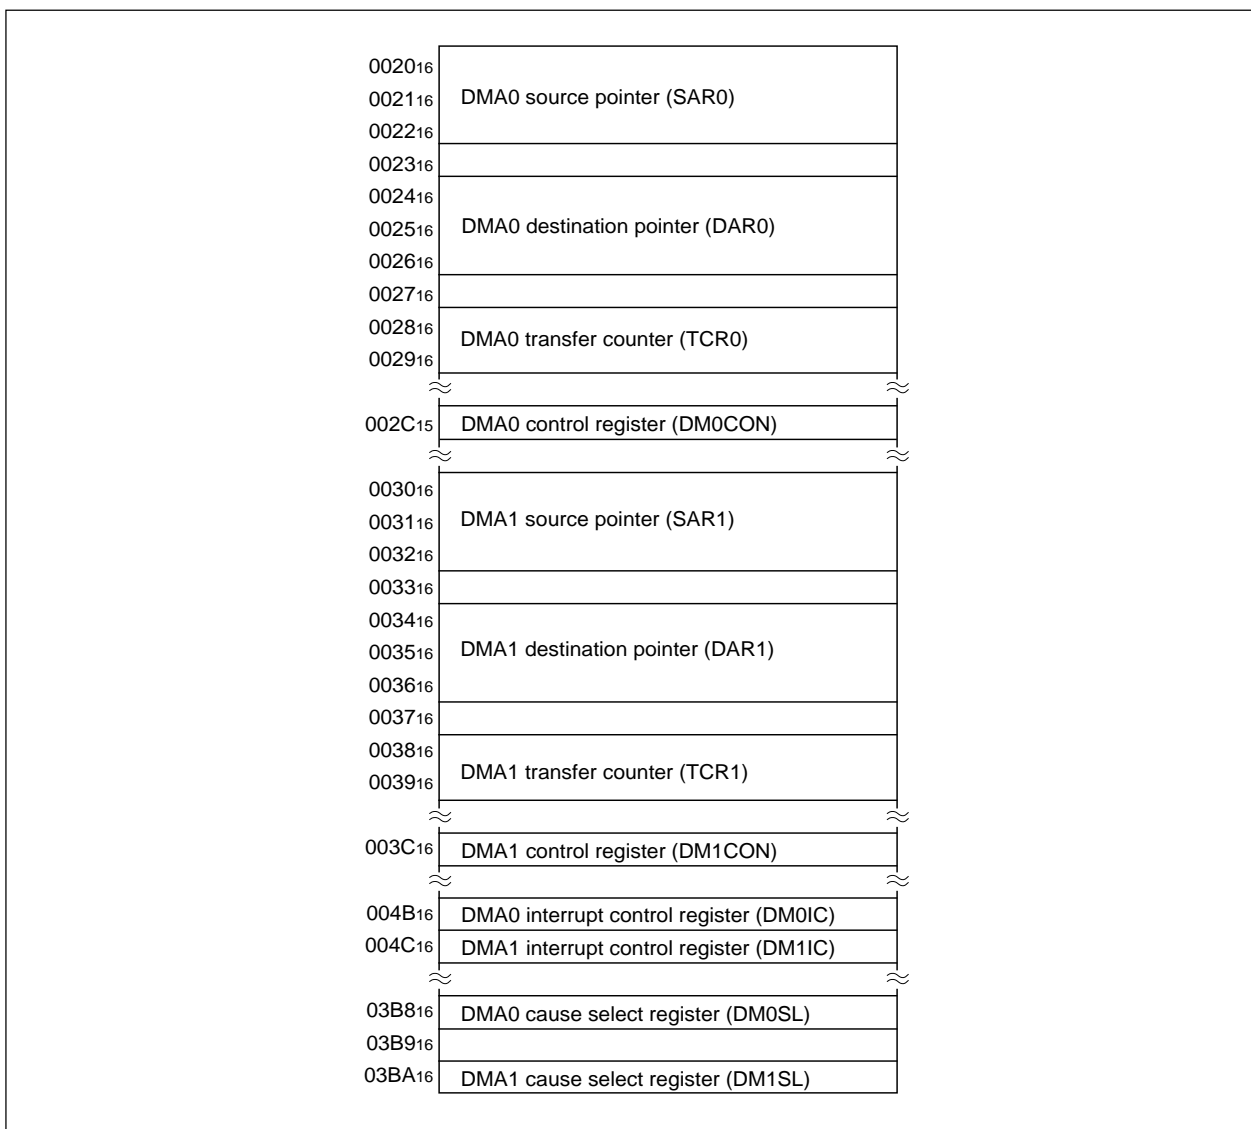 002016
002116 DMA0 source pointer (SAR0)
002216
002316
002416
002516 DMA0 destination pointer (DAR0)
002616
002716
002816
DMA0 transfer counter (TCR0)
002916
002C15 DMA0 control register (DM0CON)
003016
003116 DMA1 source pointer (SAR1)
003216
003316
003416
003516 DMA1 destination pointer (DAR1)
003616
003716
003816
003916 DMA1 transfer counter (TCR1)
003C16 DMA1 control register (DM1CON)
004B16 DMA0 interrupt control register (DM0IC)
004C16 DMA1 interrupt control register (DM1IC)
03B816 DMA0 cause select register (DM0SL)
03B916
03BA16 DMA1 cause select register (DM1SL)